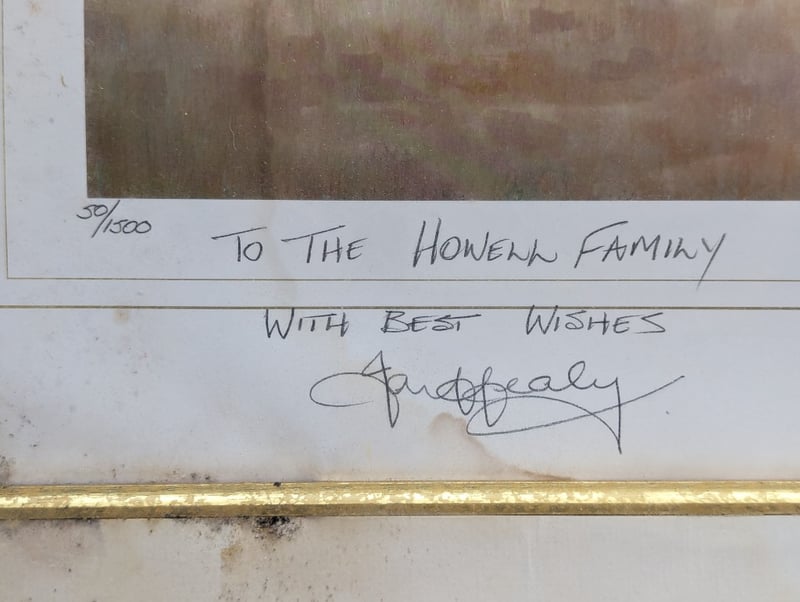 50/1500
TO THE HOWELL FAMILY
WITH BEST WISHES